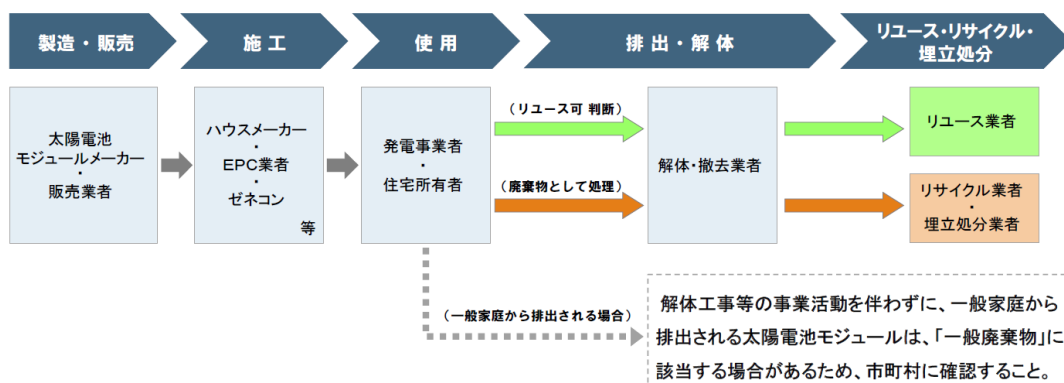 製造・販売
施工
使用
排出・解体
リユース・リサイクル・
埋立処分
太陽電池
モジュールメーカー
・
販売業者
ハウスメーカー
・
EPC業者
・
ゼネコン
等
発電事業者
・
住宅所有者
（リユース可 判断）
（廃棄物として処理）
解体・撤去業者
リユース業者
リサイクル業者
・
埋立処分業者
（一般家庭から排出される場合）
解体工事等の事業活動を伴わずに、一般家庭から
排出される太陽電池モジュールは、「一般廃棄物」に
該当する場合があるため、市町村に確認すること。